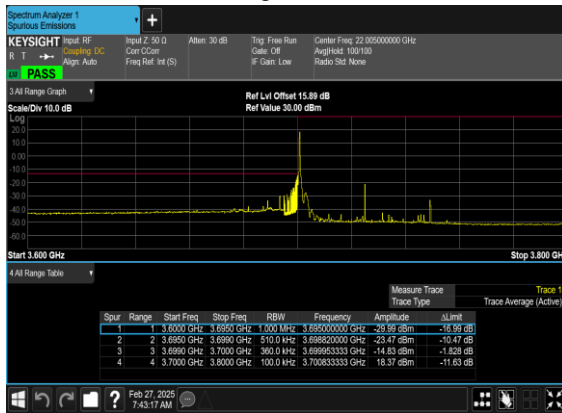 Spectrum Analyzer 1
Spurious Emissions
+
KEYSIGHT Input: RF Input Z: 50 Ω Atten: 30 dB Trig: Free Run Center Freq: 22.005000000 GHz
R T Coupling: DC Corr CCorr Gate: Off Avg|Hold: 100/100
Align: Auto Freq Ref: Int (S) IF Gain: Low Radio Std: None
PASS
3 All Range Graph
Ref Lvl Offset 15.89 dB
Scale/Div 10.0 dB Ref Value 30.00 dBm
Log
20.0
10.0
0.00
-10.0
-20.0
-30.0
-40.0
-50.0
-60.0
Start 3.600 GHz Stop 3.800 GHz
4 All Range Table
Measure Trace Trace 1
Trace Type Trace Average (Active)
Spur Range Start Freq Stop Freq RBW Frequency Amplitude ΔLimit
1 1 3.6000 GHz 3.6950 GHz 1.000 MHz 3.695000000 GHz -29.99 dBm -16.99 dB
2 2 3.6950 GHz 3.6990 GHz 510.0 kHz 3.698820000 GHz -23.47 dBm -10.47 dB
3 3 3.6990 GHz 3.7000 GHz 360.0 kHz 3.699953333 GHz -14.83 dBm -1.828 dB
4 4 3.7000 GHz 3.8000 GHz 100.0 kHz 3.700833333 GHz 18.37 dBm -11.63 dB
? Feb 27, 2025
7:43:17 AM